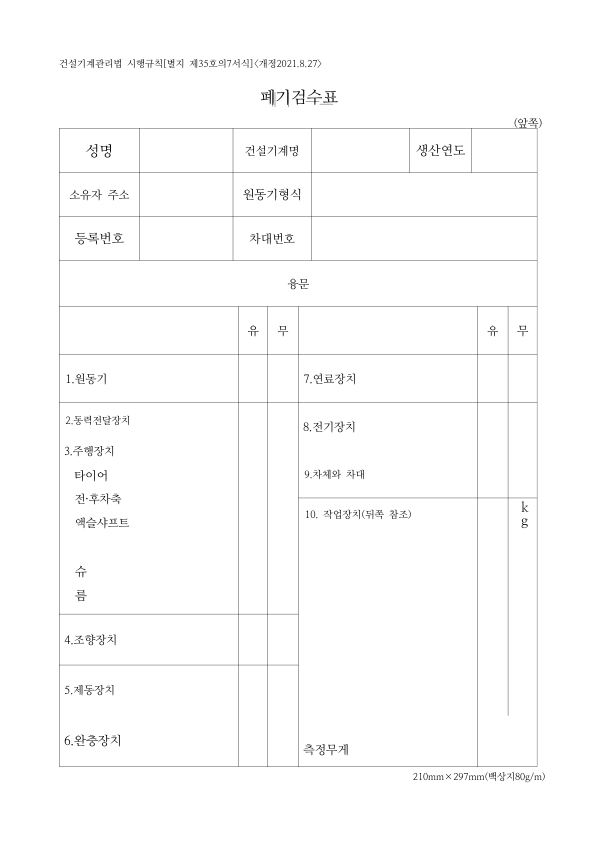 건설기계관리법 시행규칙[별지 제35호의7서식]<개정2021.8.27>
폐기검수표
(앞쪽)
성명 건설기계명 생산연도
소유자 주소 원동기형식
등록번호 차대번호
용문
유 무 유 무
1.원동기 7.연료장치
2.동력전달장치
8.전기장치
3.주행장치
타이어 9.차체와 차대
전·후차축
10. 작업장치(뒤쪽 참조) k
액슬샤프트 g
슈
름
4.조향장치
5.제동장치
6.완충장치
측정무게
210mm×297mm(백상지80g/m)